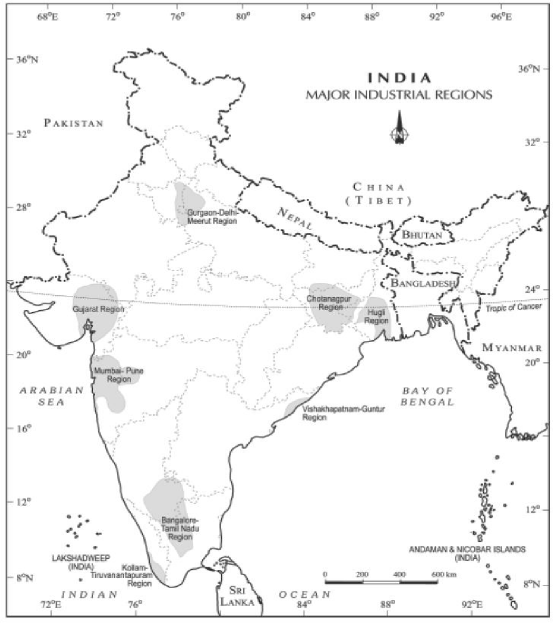 68°E 72°E 76° 80° 84° 88° 92° 96°E
36°N
36°N
INDIA
MAJOR INDUSTRIAL REGIONS
N
PAKISTAN
32°
32°
CHINA
(TIBET)
28°
28°
Gurgaon-Delhi-
Meerut Region
NEPAL
BHUTAN
BANGLADESH
24°
24°
Tropic of Cancer
Gujarat Region
Chotanagpur
Region
Hugli
Region
MYANMAR
20°
20°
Mumbai- Pune
Region
ARABIAN
SEA
BAY OF
BENGAL
Vishakhapatnam-Guntur
Region
16°
16°
12°
12°
Bangalore-
Tamil Nadu
Region
LAKSHADWEEP
(INDIA)
ANDAMAN & NICOBAR ISLANDS
(INDIA)
Kollam-
Tiruvanantapuram
Region
8°N
8°N
0 200 400 600 km
SRI
LANKA
INDIAN OCEAN
72°E 76° 84° 88° 92°E